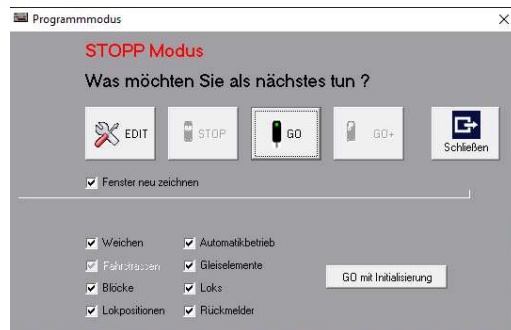 Programmmodus
STOPP Modus
Was möchten Sie als nächstes tun ?
EDIT STOP GO GO+ Schließen
Fenster neu zeichnen
Weichen Automatikbetrieb
Fahrstrassen Gleiselemente
GO mit Initialisierung
Blöcke Loks
Lokpositionen Rückmelder